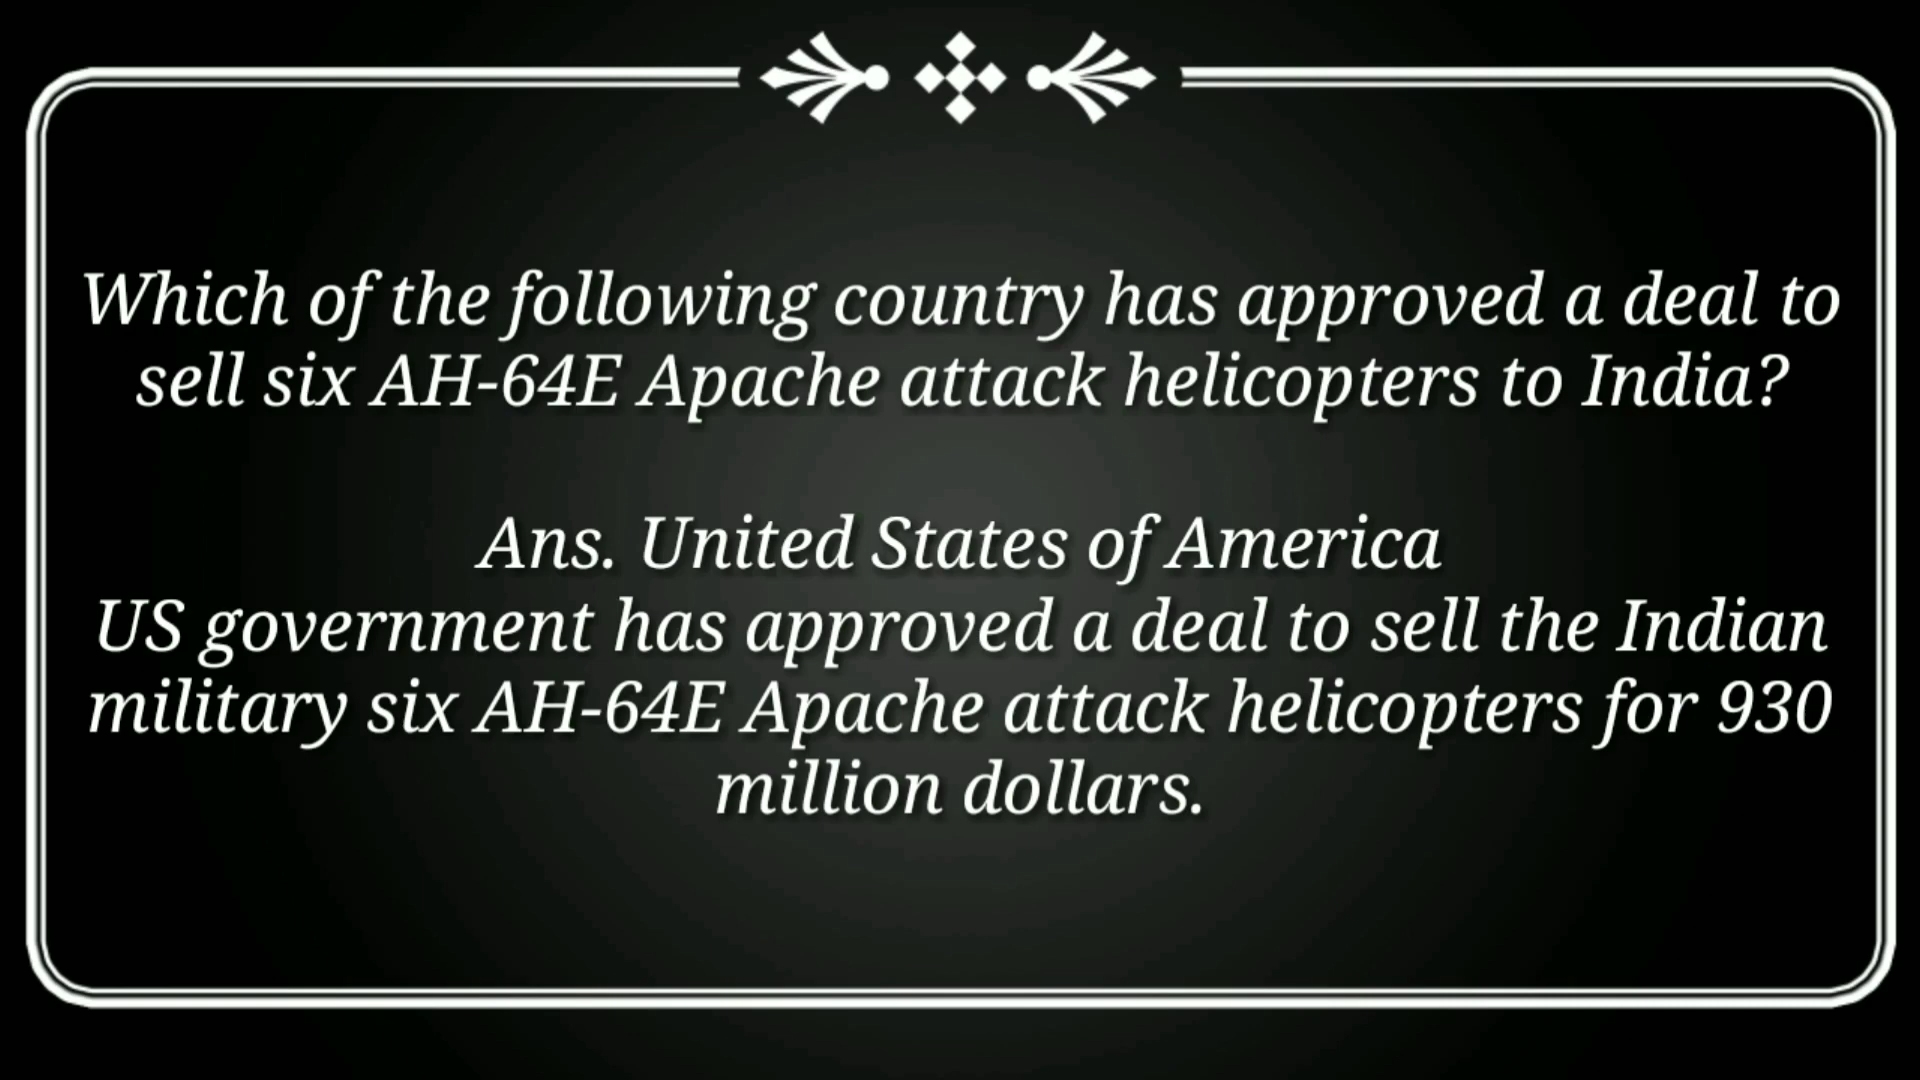 Which of the following country has approved a deal to
sell six AH-64E Apache attack helicopters to India?
Ans. United States of America
US government has approved a deal to sell the Indian
military six AH-64E Apache attack helicopters for 930
million dollars.